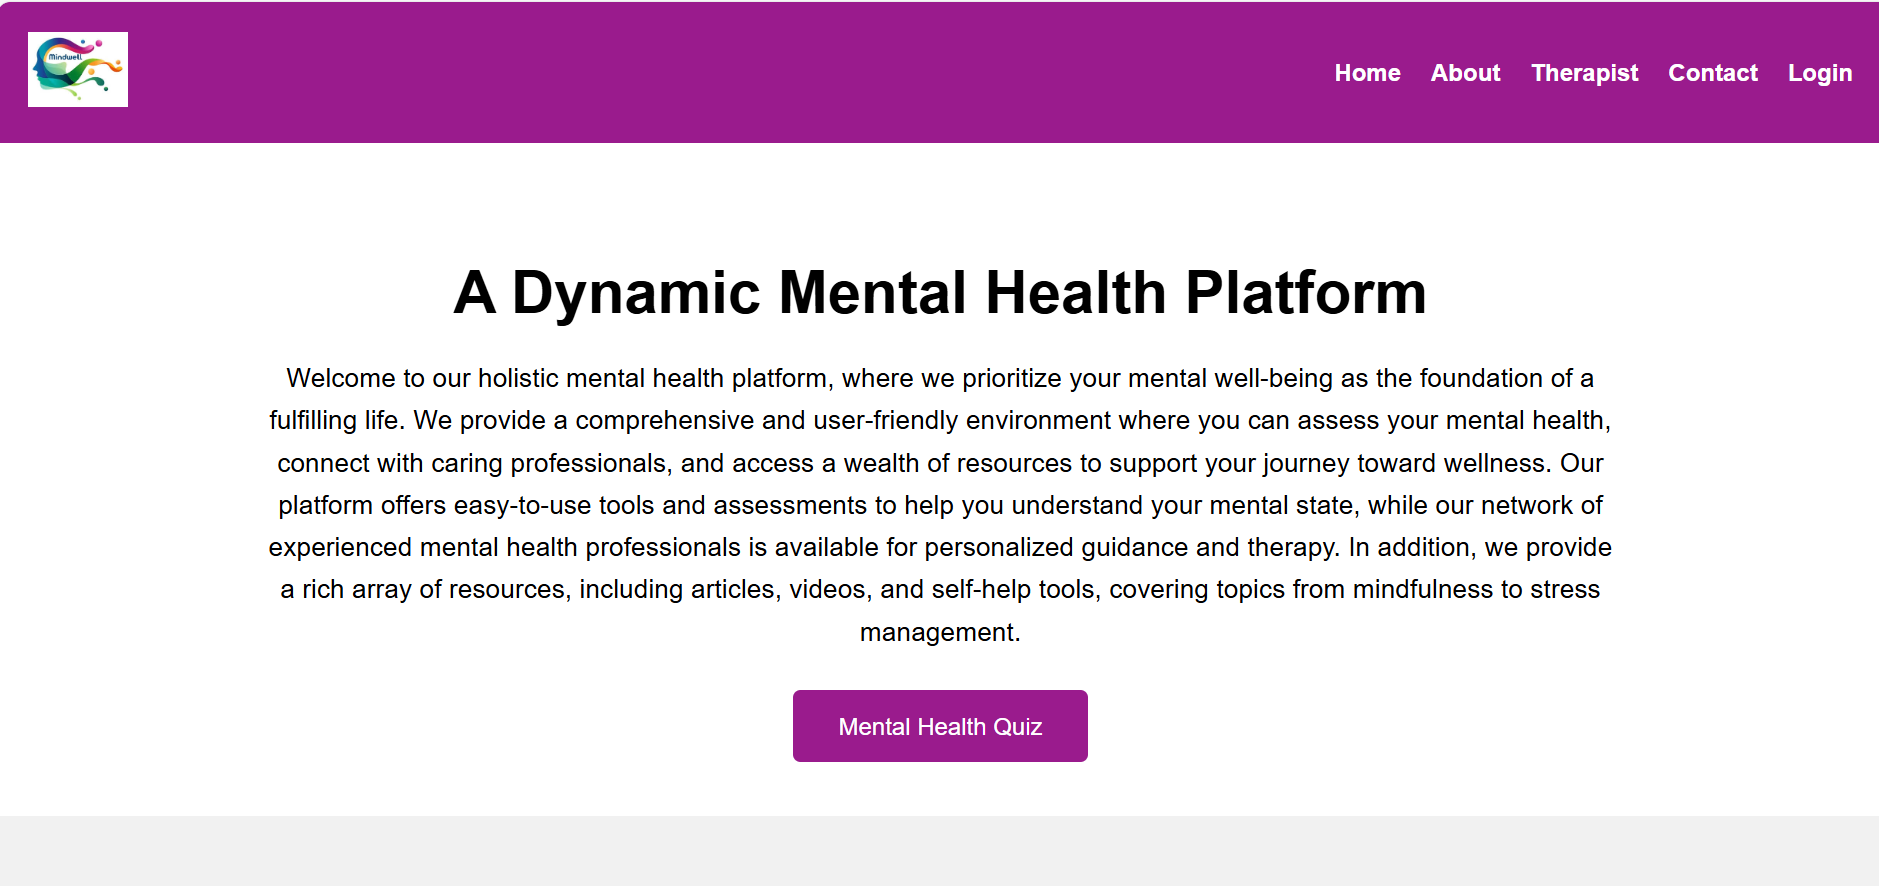 Mindwell
Home About Therapist Contact Login
A Dynamic Mental Health Platform
Welcome to our holistic mental health platform, where we prioritize your mental well-being as the foundation of a
fulfilling life. We provide a comprehensive and user-friendly environment where you can assess your mental health,
connect with caring professionals, and access a wealth of resources to support your journey toward wellness. Our
platform offers easy-to-use tools and assessments to help you understand your mental state, while our network of
experienced mental health professionals is available for personalized guidance and therapy. In addition, we provide
a rich array of resources, including articles, videos, and self-help tools, covering topics from mindfulness to stress
management.
Mental Health Quiz